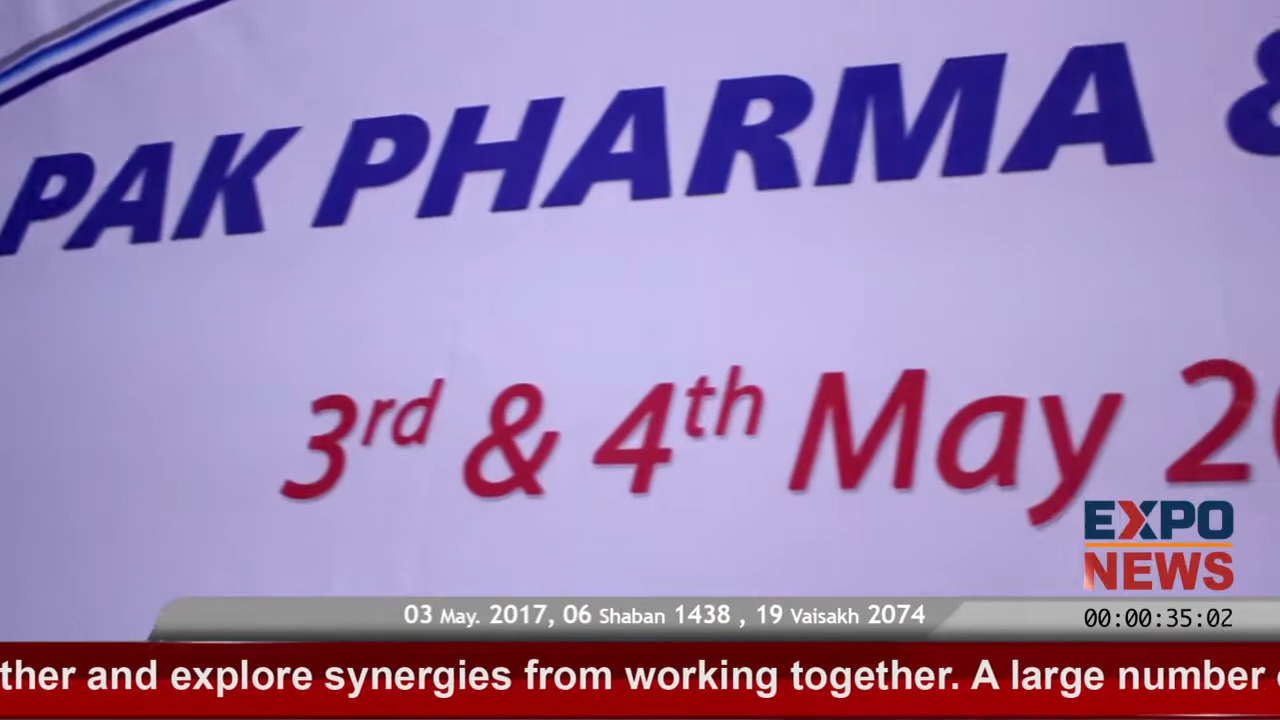 PAK PHARMA &
3rd & 4th May 2
EXPO
NEWS
03 May. 2017, 06 Shaban 1438 , 19 Vaisakh 2074
00:00:35:02
ther and explore synergies from working together. A large number